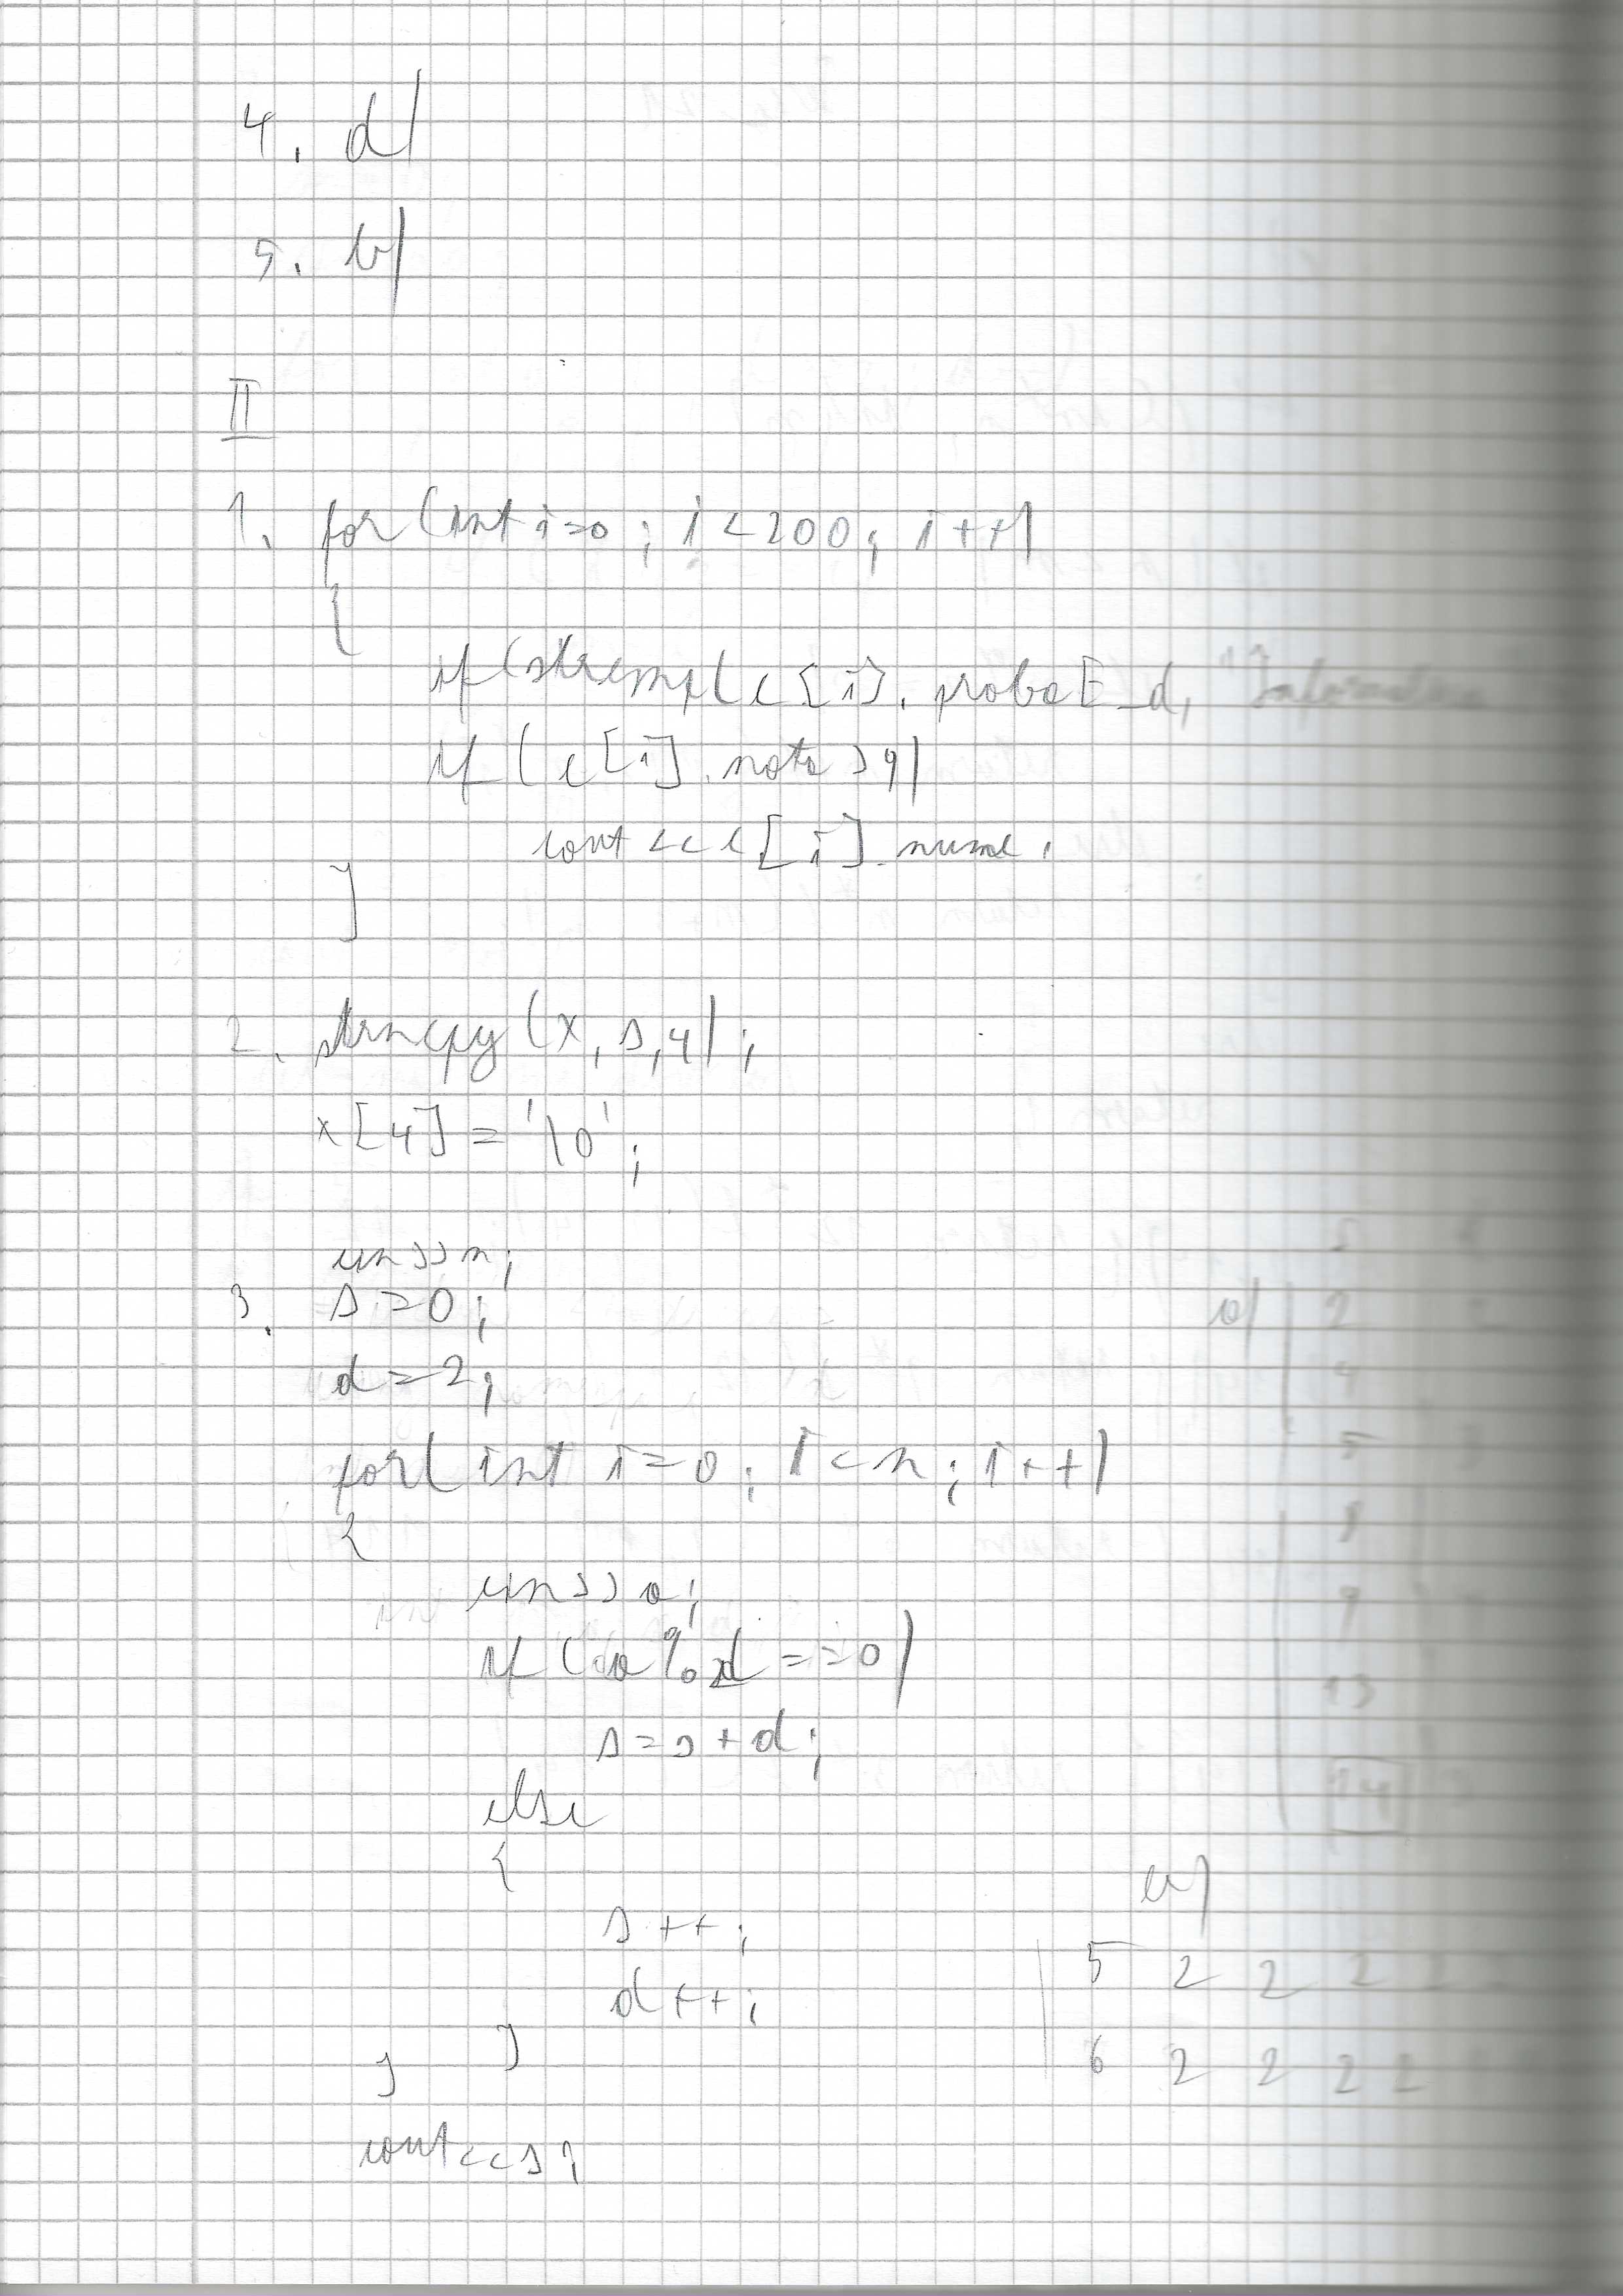 4. d)
5. b)
II
1. for(int i=0; i<200; i++)
{
if(strcmp(c[i].probaE_d, "Informatica
if(c[i].nota>9)
cout<<c[i].nume;
}
2. strncpy(x,s,4);
x[4]='\0';
cin>>n;
3. s=0;
d=2;
for(int i=0; i<n; i++)
{
cin>>a;
if(a%d==0)
s=s+d;
else
{
s++;
d++;
}
}
cout<<s;
a)
2
4
5
8
9
13
14
b)
5 2 2 2 2
6 2 2 2 2